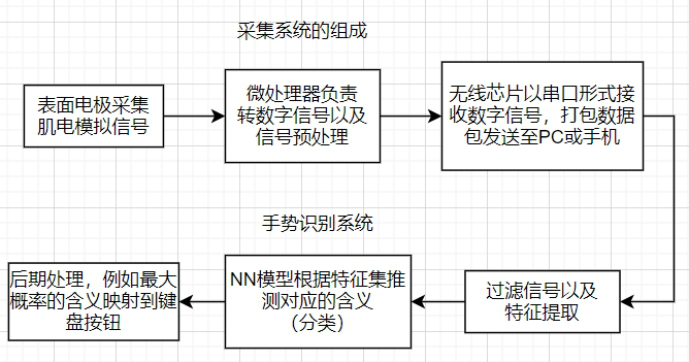 采集系统的组成
表面电极采集
肌电模拟信号
微处理器负责
转数字信号以及
信号预处理
无线芯片以串口形式接
收数字信号，打包数据
包发送至PC或手机
手势识别系统
过滤信号以及
特征提取
NN模型根据特征集推
测对应的含义
（分类）
后期处理，例如最大
概率的含义映射到键
盘按钮